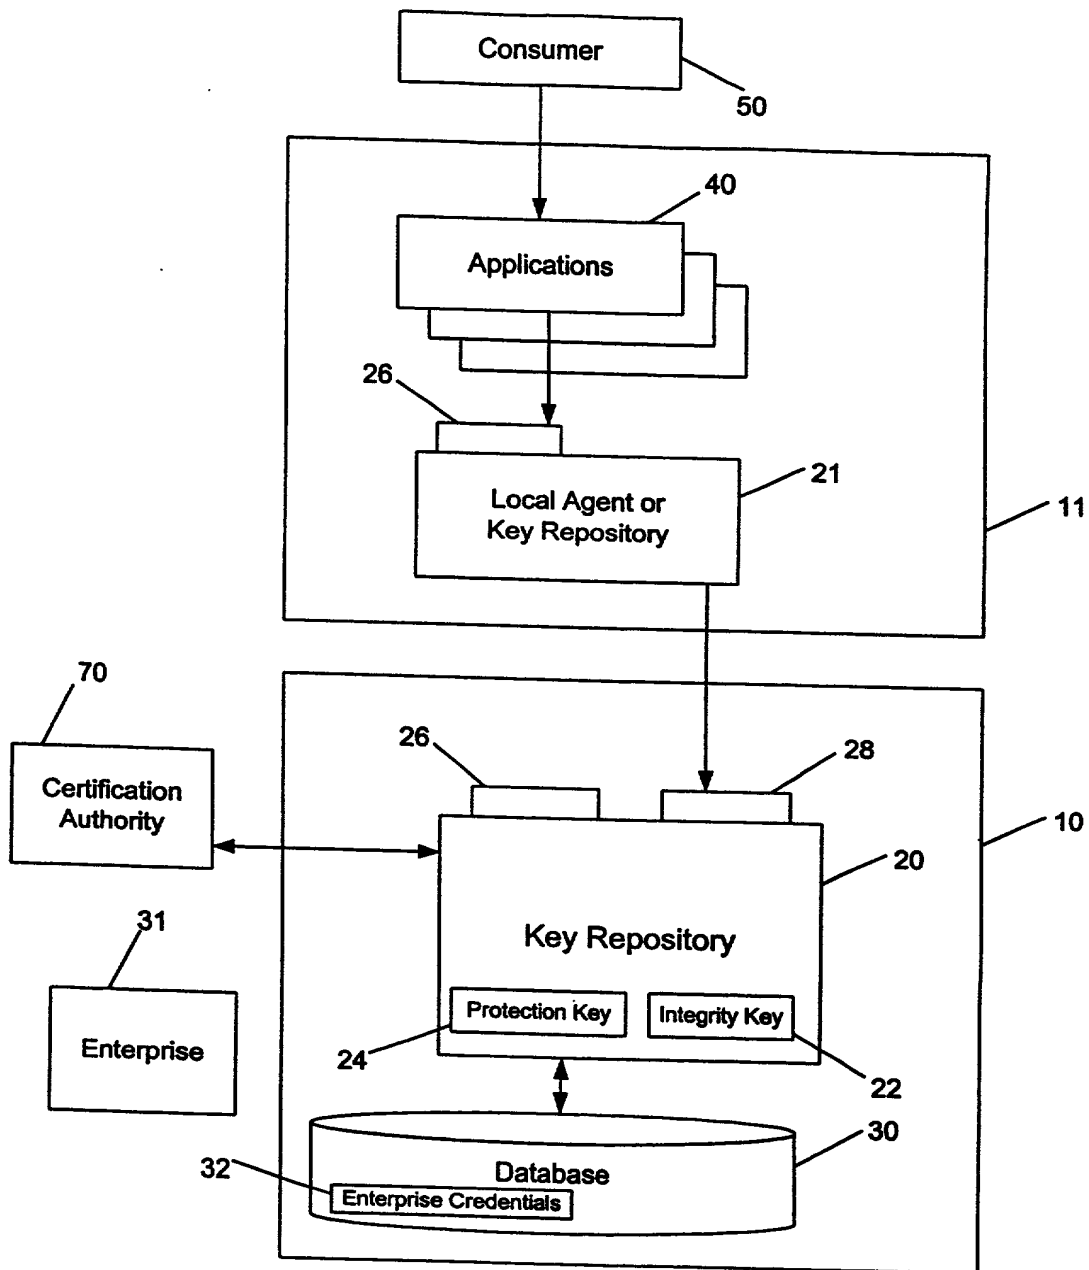 Consumer
50
40
Applications
26
21
Local Agent or
Key Repository
11
70
26
28
Certification
Authority
10
20
31
Key Repository
Protection Key
Integrity Key
Enterprise
24
22
30
Database
32
Enterprise Credentials